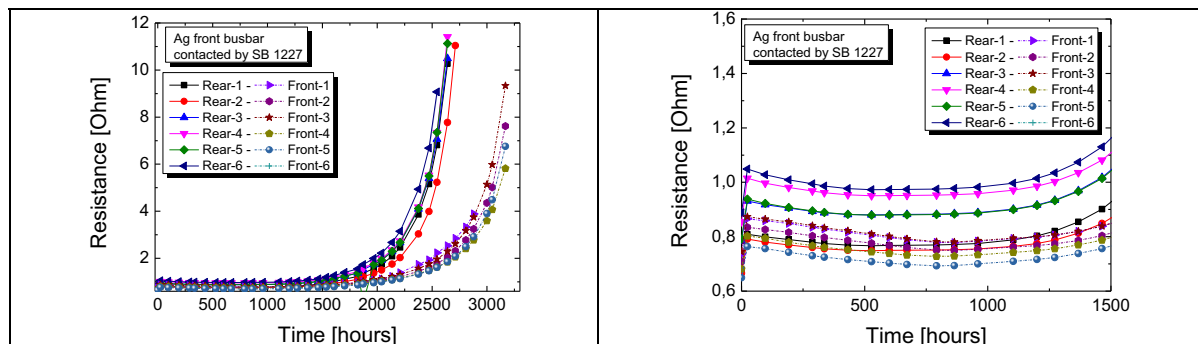 Ag front busbar
contacted by SB 1227
Rear-1 - Front-1
Rear-2 - Front-2
Rear-3 - Front-3
Rear-4 - Front-4
Rear-5 - Front-5
Rear-6 - Front-6
12
10
8
6
4
2
Resistance [Ohm]
0 500 1000 1500 2000 2500 3000
Time [hours]
Ag front busbar
contacted by SB 1227
Rear-1 - Front-1
Rear-2 - Front-2
Rear-3 - Front-3
Rear-4 - Front-4
Rear-5 - Front-5
Rear-6 - Front-6
1,6
1,4
1,2
1,0
0,8
0,6
Resistance [Ohm]
0 500 1000 1500
Time [hours]